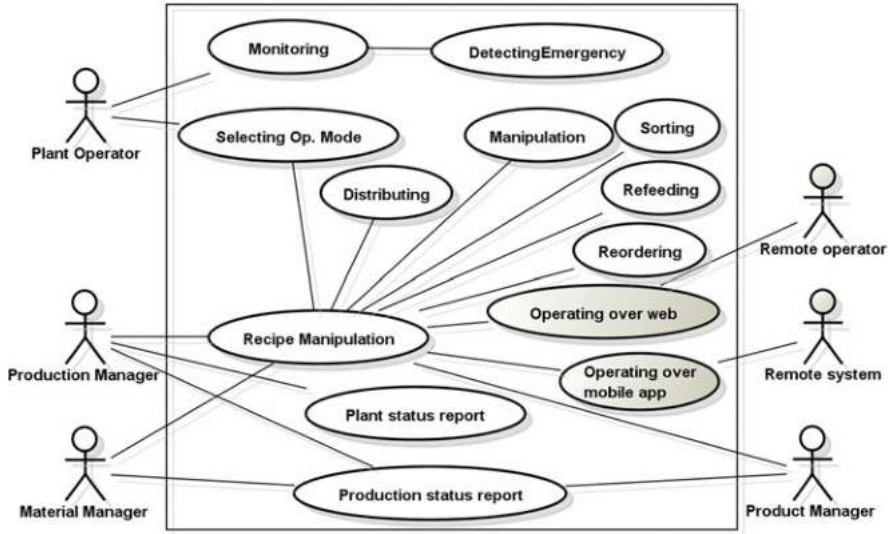 Monitoring
DetectingEmergency
Plant Operator
Selecting Op. Mode
Manipulation
Sorting
Distributing
Refeeding
Reordering
Remote operator
Operating over web
Recipe Manipulation
Production Manager
Operating over
mobile app
Remote system
Plant status report
Production status report
Material Manager
Product Manager